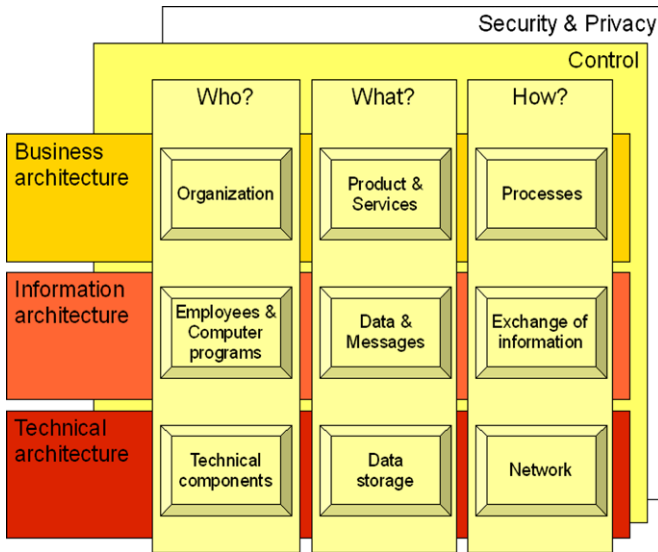 Security & Privacy
Control
Who?
What?
How?
Business
architecture
Organization
Product &
Services
Processes
Information
architecture
Employees &
Computer
programs
Data &
Messages
Exchange of
information
Technical
architecture
Technical
components
Data
storage
Network